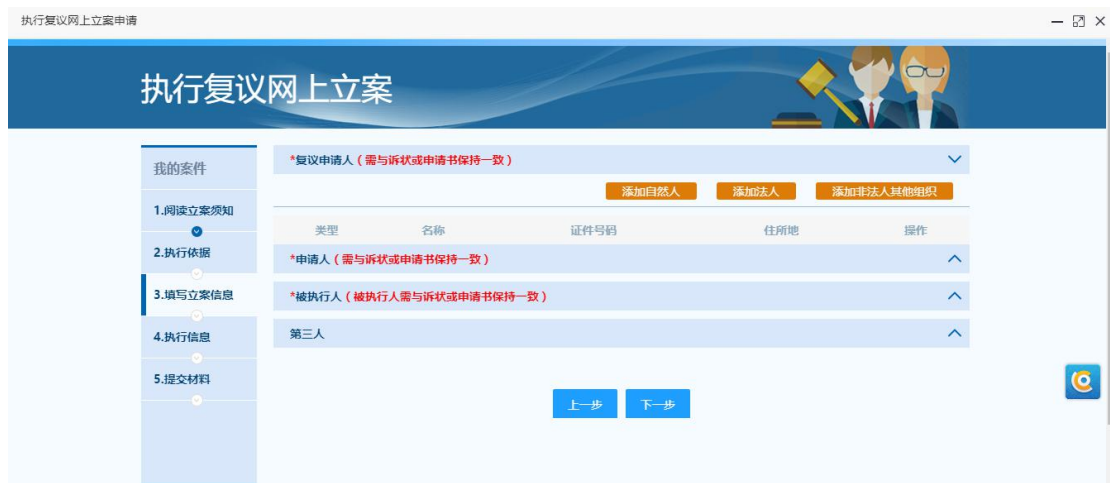 执行复议网上立案申请
执行复议网上立案
我的案件
1.阅读立案须知
2.执行依据
3.填写立案信息
4.执行信息
5.提交材料
*复议申请人（需与诉状或申请书保持一致）
添加自然人 添加法人 添加非法人其他组织
类型 名称 证件号码 住所地 操作
*申请人（需与诉状或申请书保持一致）
*被执行人（被执行人需与诉状或申请书保持一致）
第三人
上一步 下一步